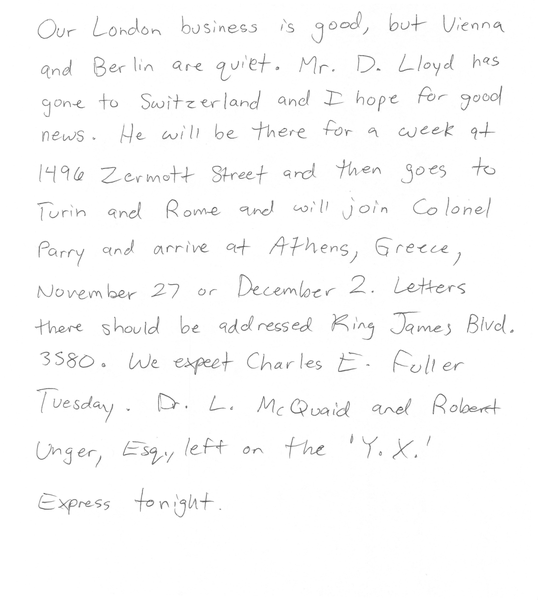 Our London business is good, but Vienna
and Berlin are quiet. Mr. D. Lloyd has
gone to Switzerland and I hope for good
news. He will be there for a week at
1496 Zermott Street and then goes to
Turin and Rome and will join Colonel
Parry and arrive at Athens, Greece,
November 27 or December 2. Letters
there should be addressed King James Blvd.
3580. We expect Charles E. Fuller
Tuesday. Dr. L. McQuaid and Robert
Unger, Esq., left on the 'Y. X.'
Express tonight.